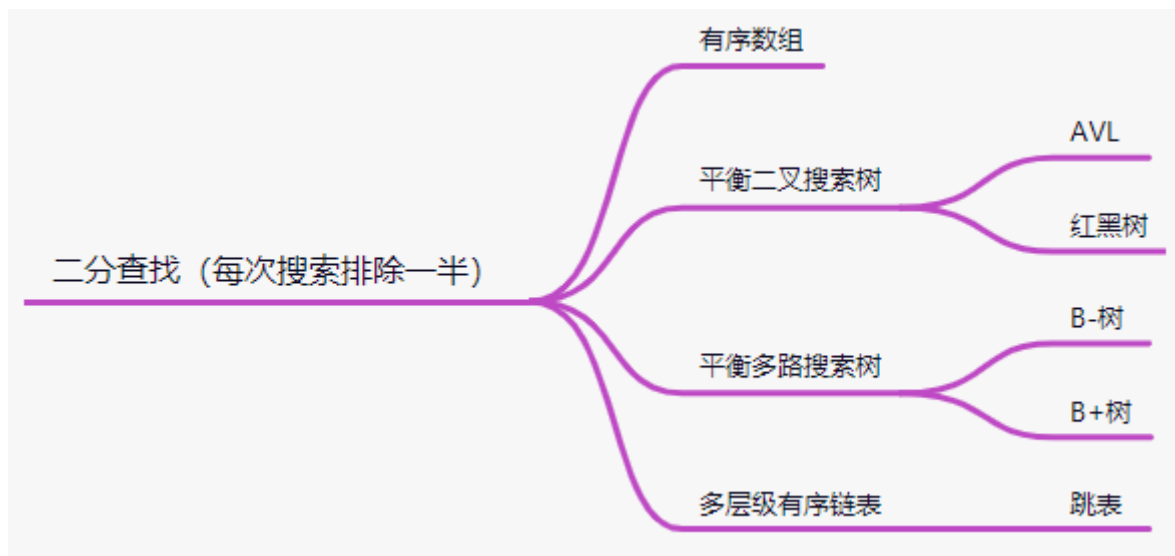 有序数组
AVL
平衡二叉搜索树
红黑树
二分查找（每次搜索排除一半）
B-树
平衡多路搜索树
B+树
多层级有序链表
跳表